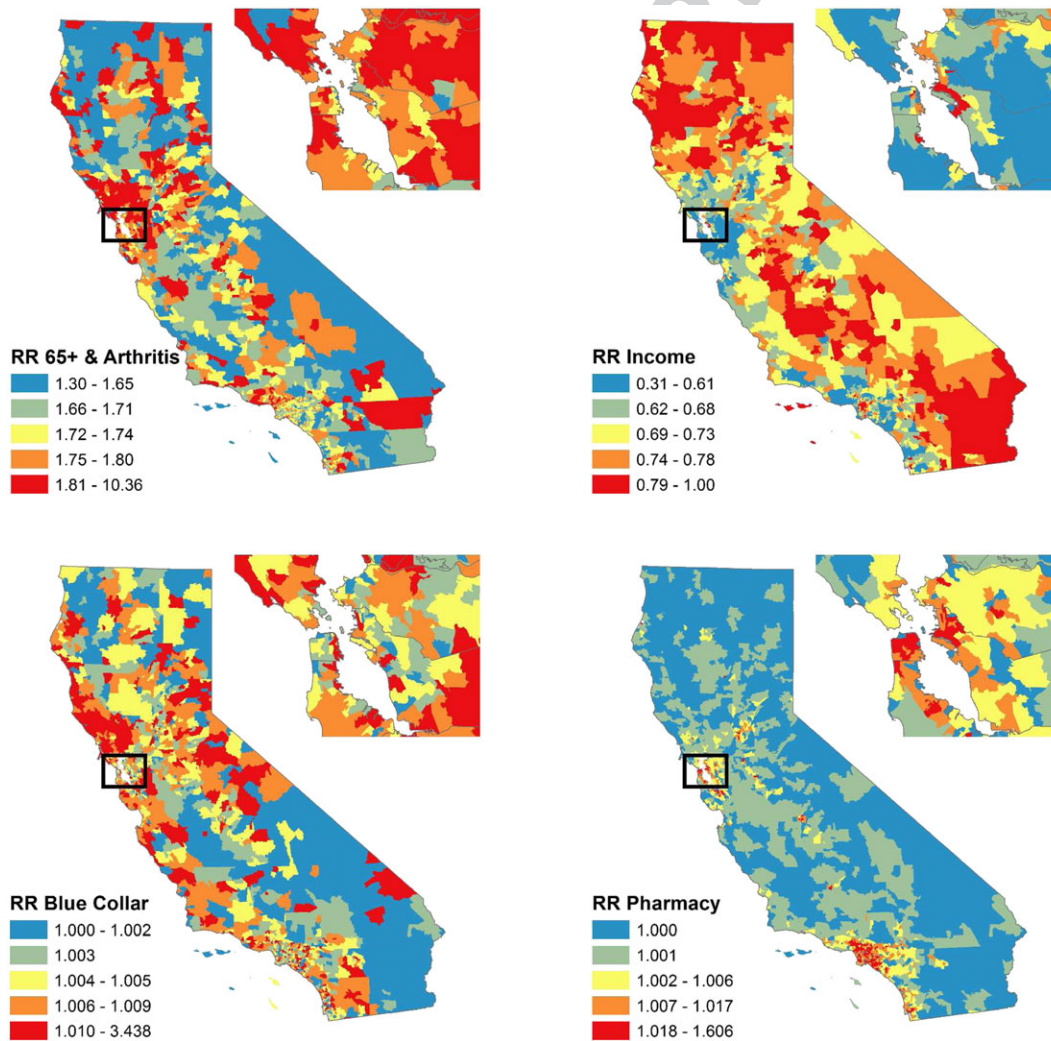 RR 65+ & Arthritis
1.30 - 1.65
1.66 - 1.71
1.72 - 1.74
1.75 - 1.80
1.81 - 10.36
RR Income
0.31 - 0.61
0.62 - 0.68
0.69 - 0.73
0.74 - 0.78
0.79 - 1.00
RR Blue Collar
1.000 - 1.002
1.003
1.004 - 1.005
1.006 - 1.009
1.010 - 3.438
RR Pharmacy
1.000
1.001
1.002 - 1.006
1.007 - 1.017
1.018 - 1.606